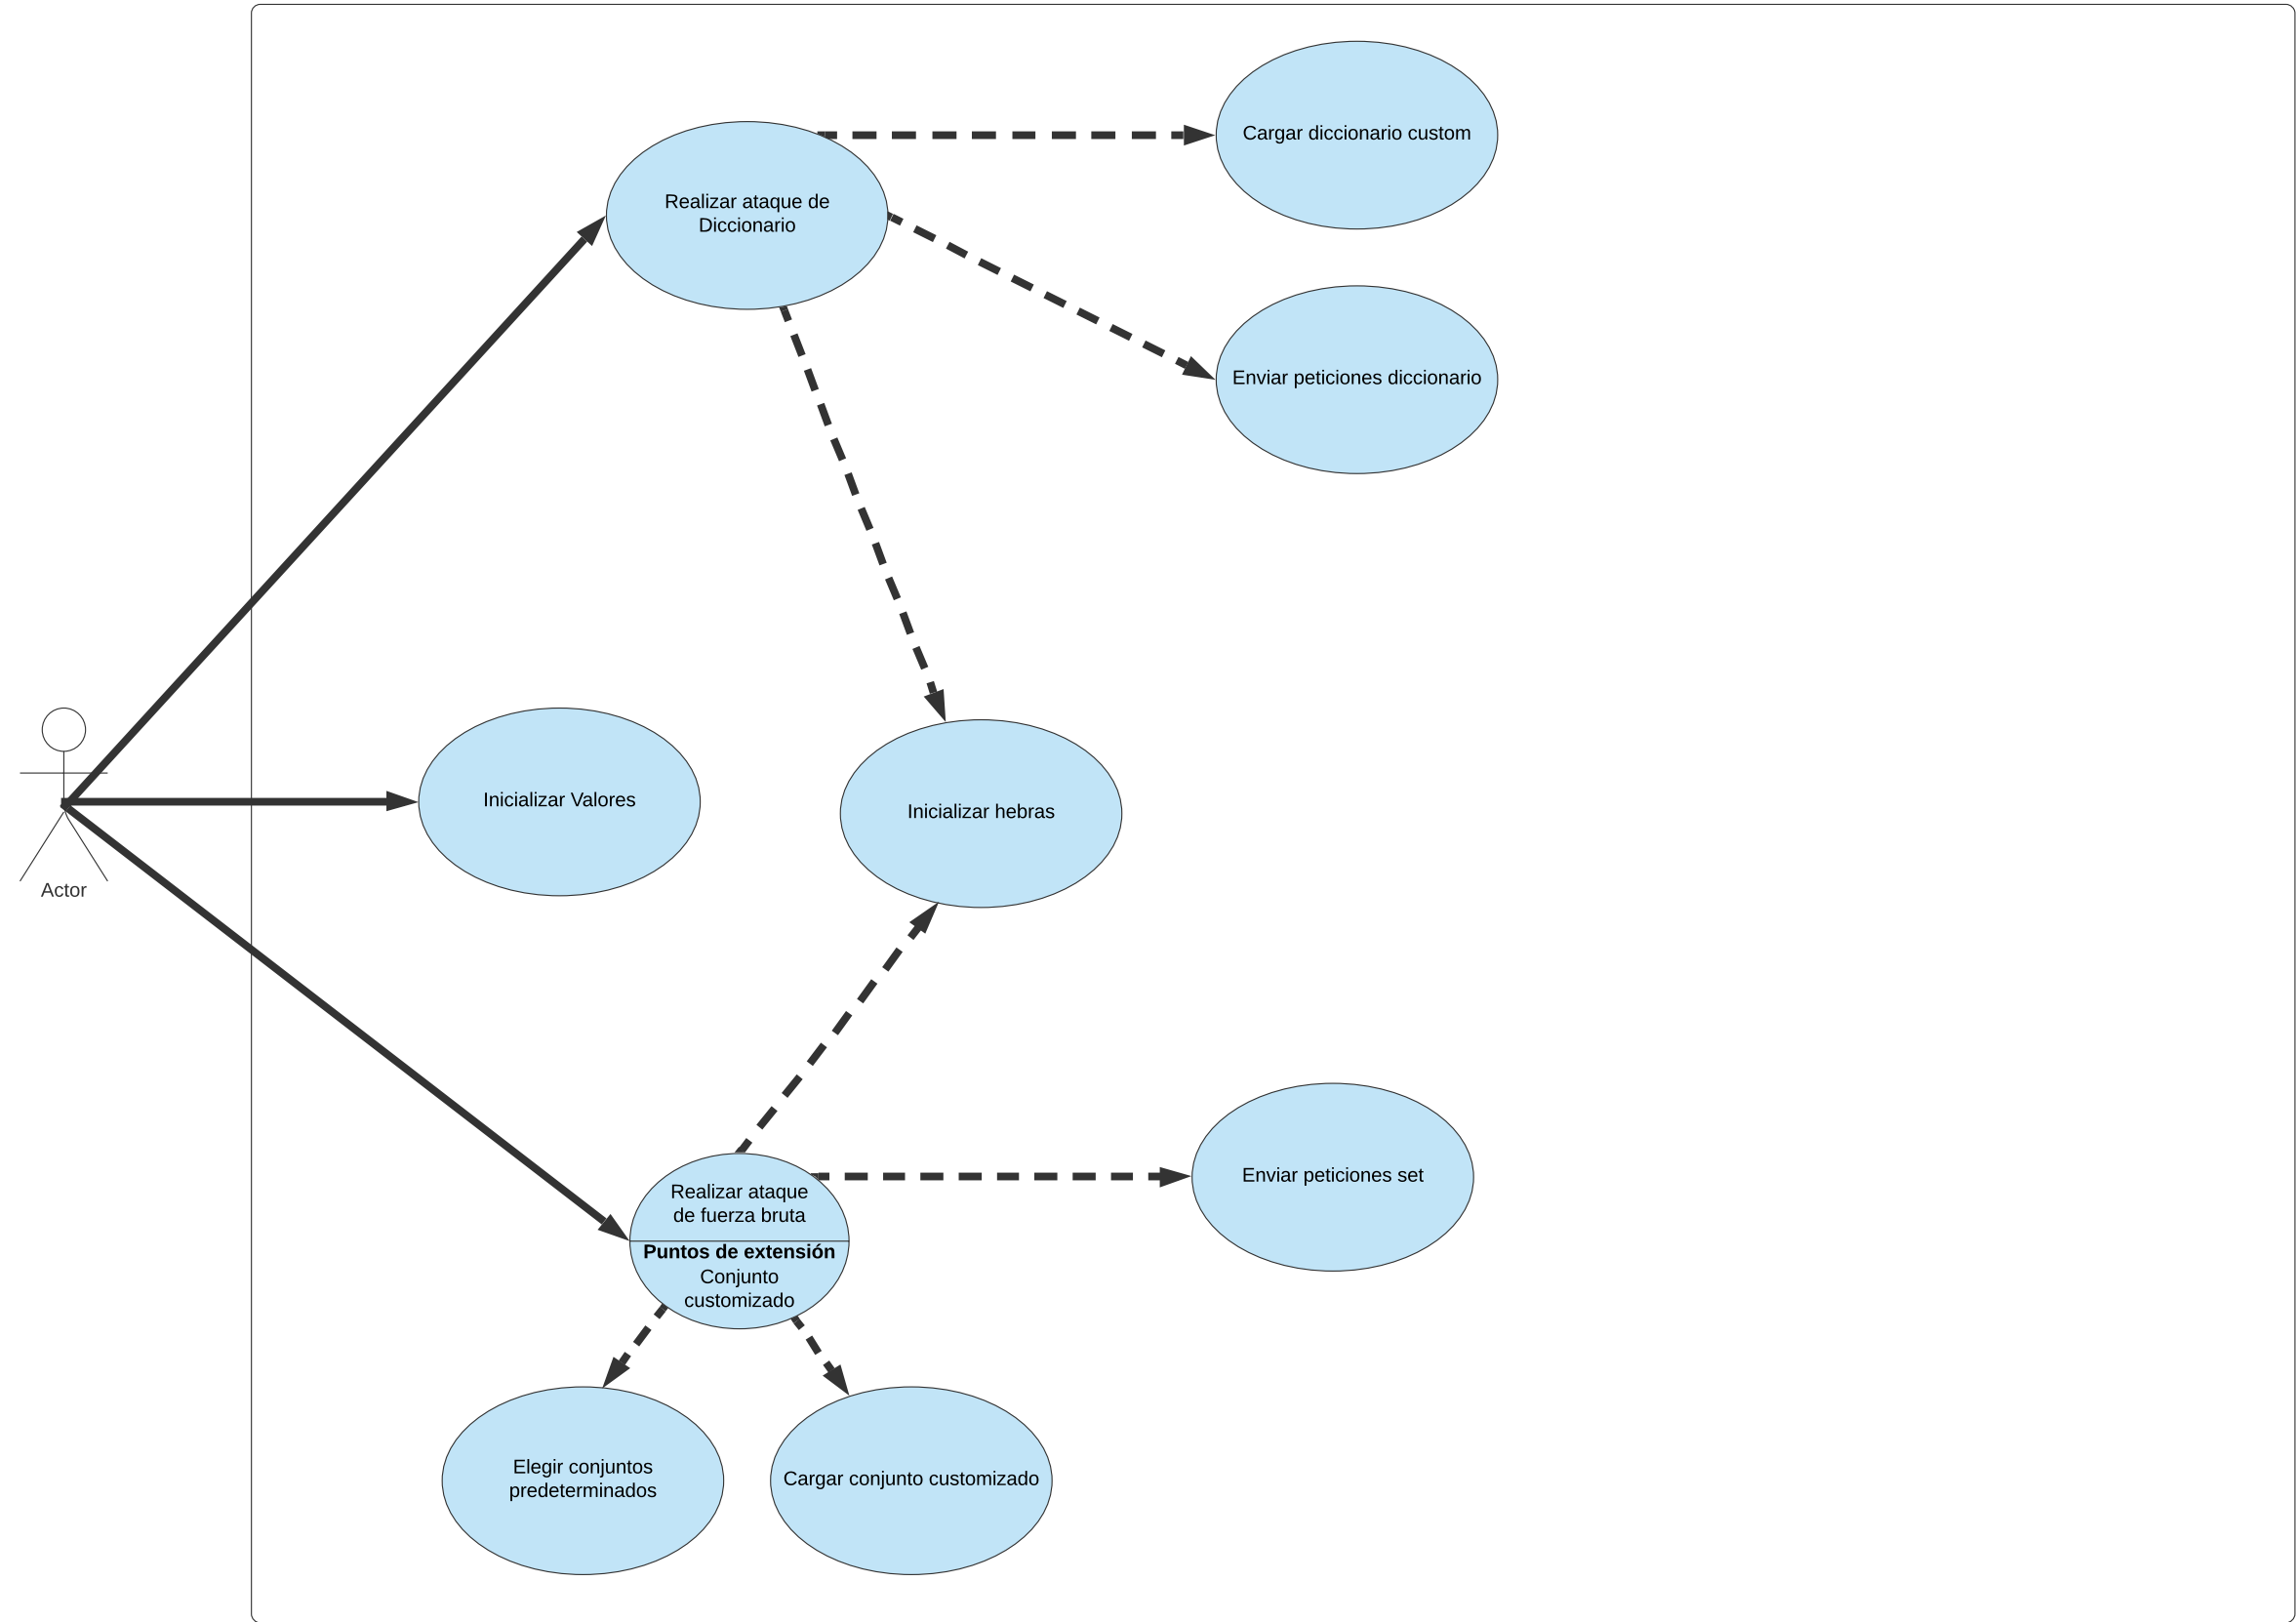 Cargar diccionario custom
Realizar ataque de
Diccionario
Enviar peticiones diccionario
Inicializar Valores
Inicializar hebras
Actor
Enviar peticiones set
Realizar ataque
de fuerza bruta
Puntos de extensión
Conjunto
customizado
Elegir conjuntos
predeterminados
Cargar conjunto customizado